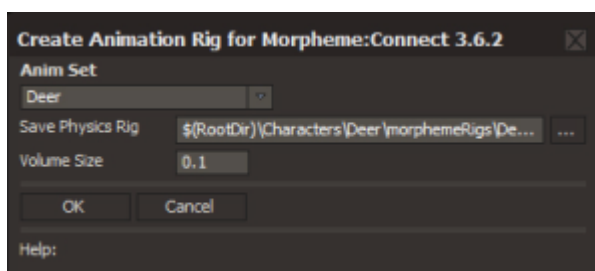 Create Animation Rig for Morpheme:Connect 3.6.2
Anim Set
Deer
Save Physics Rig $(RootDir)\Characters\Deer\morphemeRigs\De... ...
Volume Size 0.1
OK Cancel
Help: